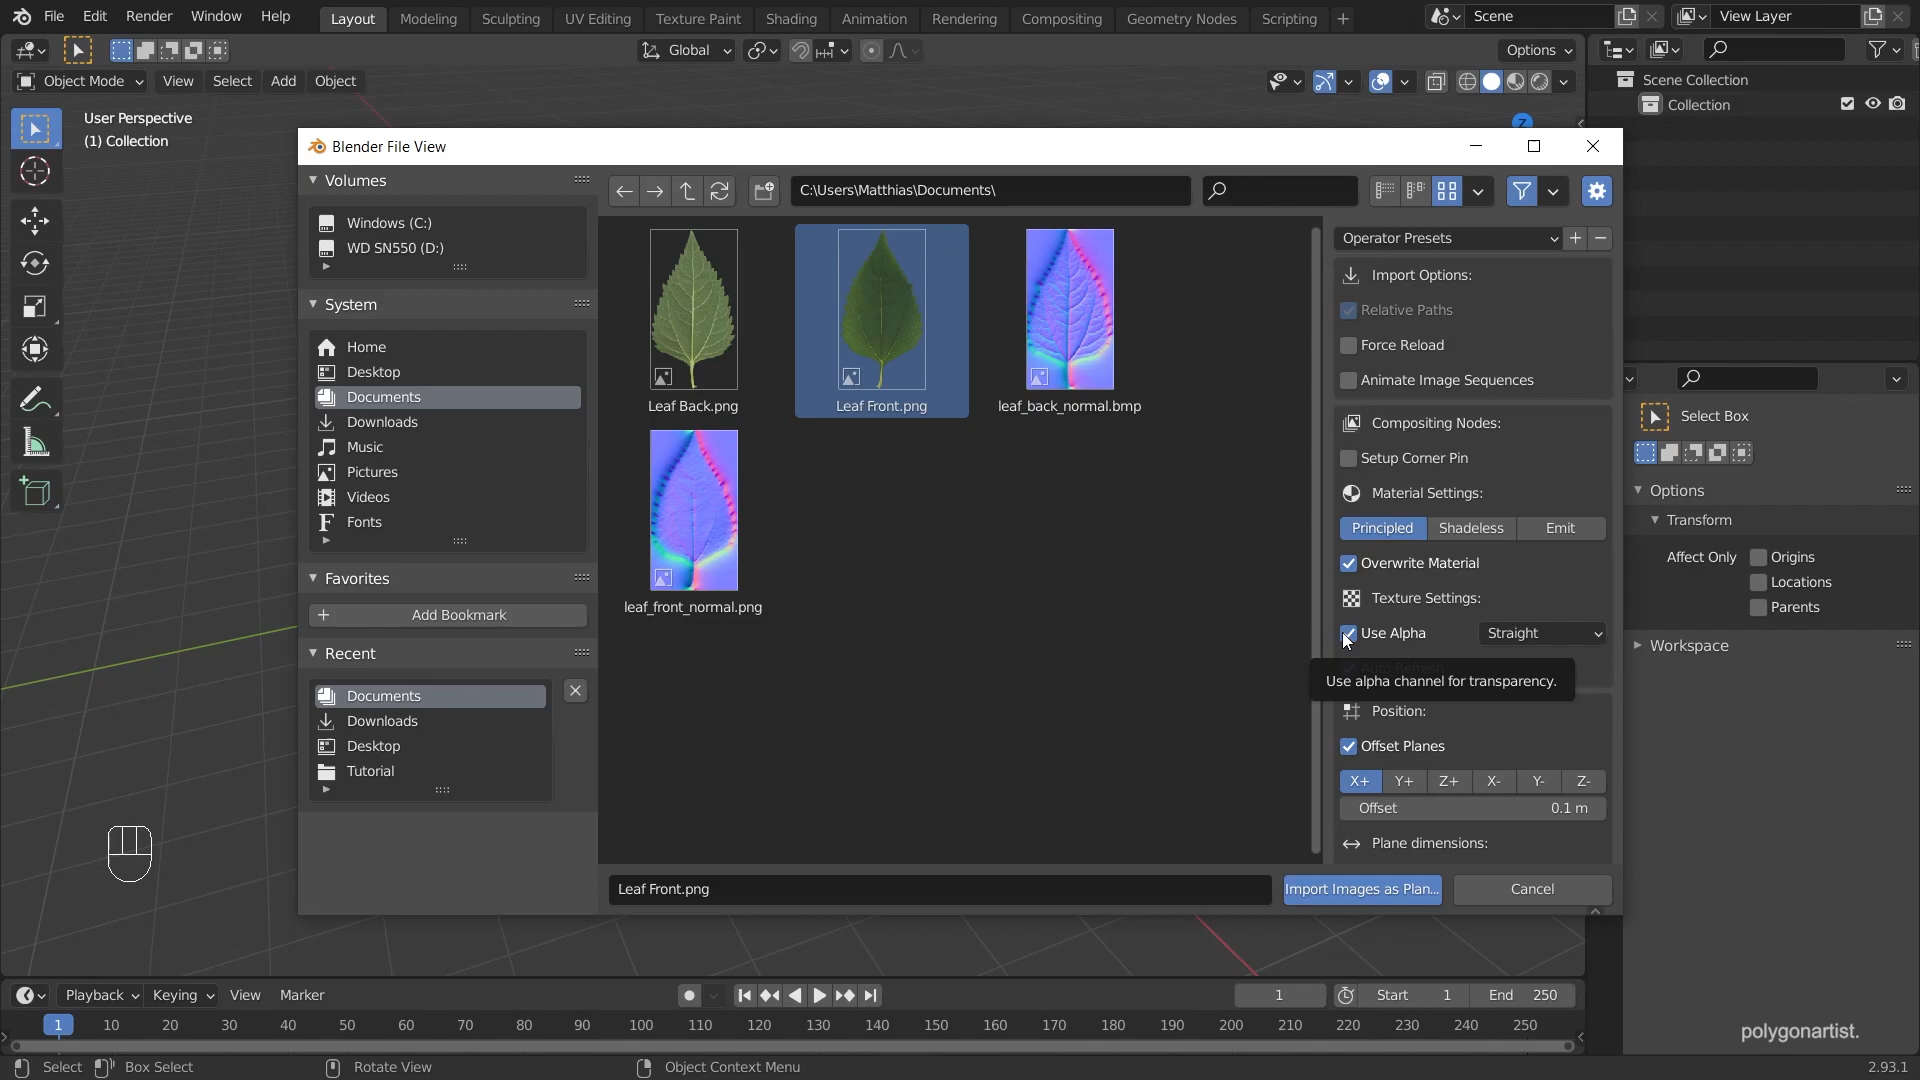 File Edit Render Window Help Layout Modeling Sculpting UV Editing Texture Paint Shading Animation Rendering Compositing Geometry Nodes Scripting + Scene View Layer
Global Options
Object Mode View Select Add Object
Scene Collection
Collection
User Perspective
(1) Collection
Z
Blender File View
Volumes
Windows (C:)
WD SN550 (D:)
System
Home
Desktop
Documents
Downloads
Music
Pictures
Videos
Fonts
Favorites
+ Add Bookmark
Recent
Documents
Downloads
Desktop
Tutorial
C:\Users\Matthias\Documents\
Leaf Back.png
Leaf Front.png
leaf_back_normal.bmp
leaf_front_normal.png
Operator Presets
Import Options:
Relative Paths
Force Reload
Animate Image Sequences
Compositing Nodes:
Setup Corner Pin
Material Settings:
Principled Shadeless Emit
Overwrite Material
Texture Settings:
Use Alpha Straight
Auto Refresh
Use alpha channel for transparency.
Position:
Offset Planes
X+ Y+ Z+ X- Y- Z-
Offset 0.1 m
Plane dimensions:
Leaf Front.png
Import Images as Plan...
Cancel
Select Box
Options
Transform
Affect Only Origins
Locations
Parents
Workspace
Playback Keying View Marker 1 Start 1 End 250
1 10 20 30 40 50 60 70 80 90 100 110 120 130 140 150 160 170 180 190 200 210 220 230 240 250
polygonartist.
Select Box Select Rotate View Object Context Menu 2.93.1